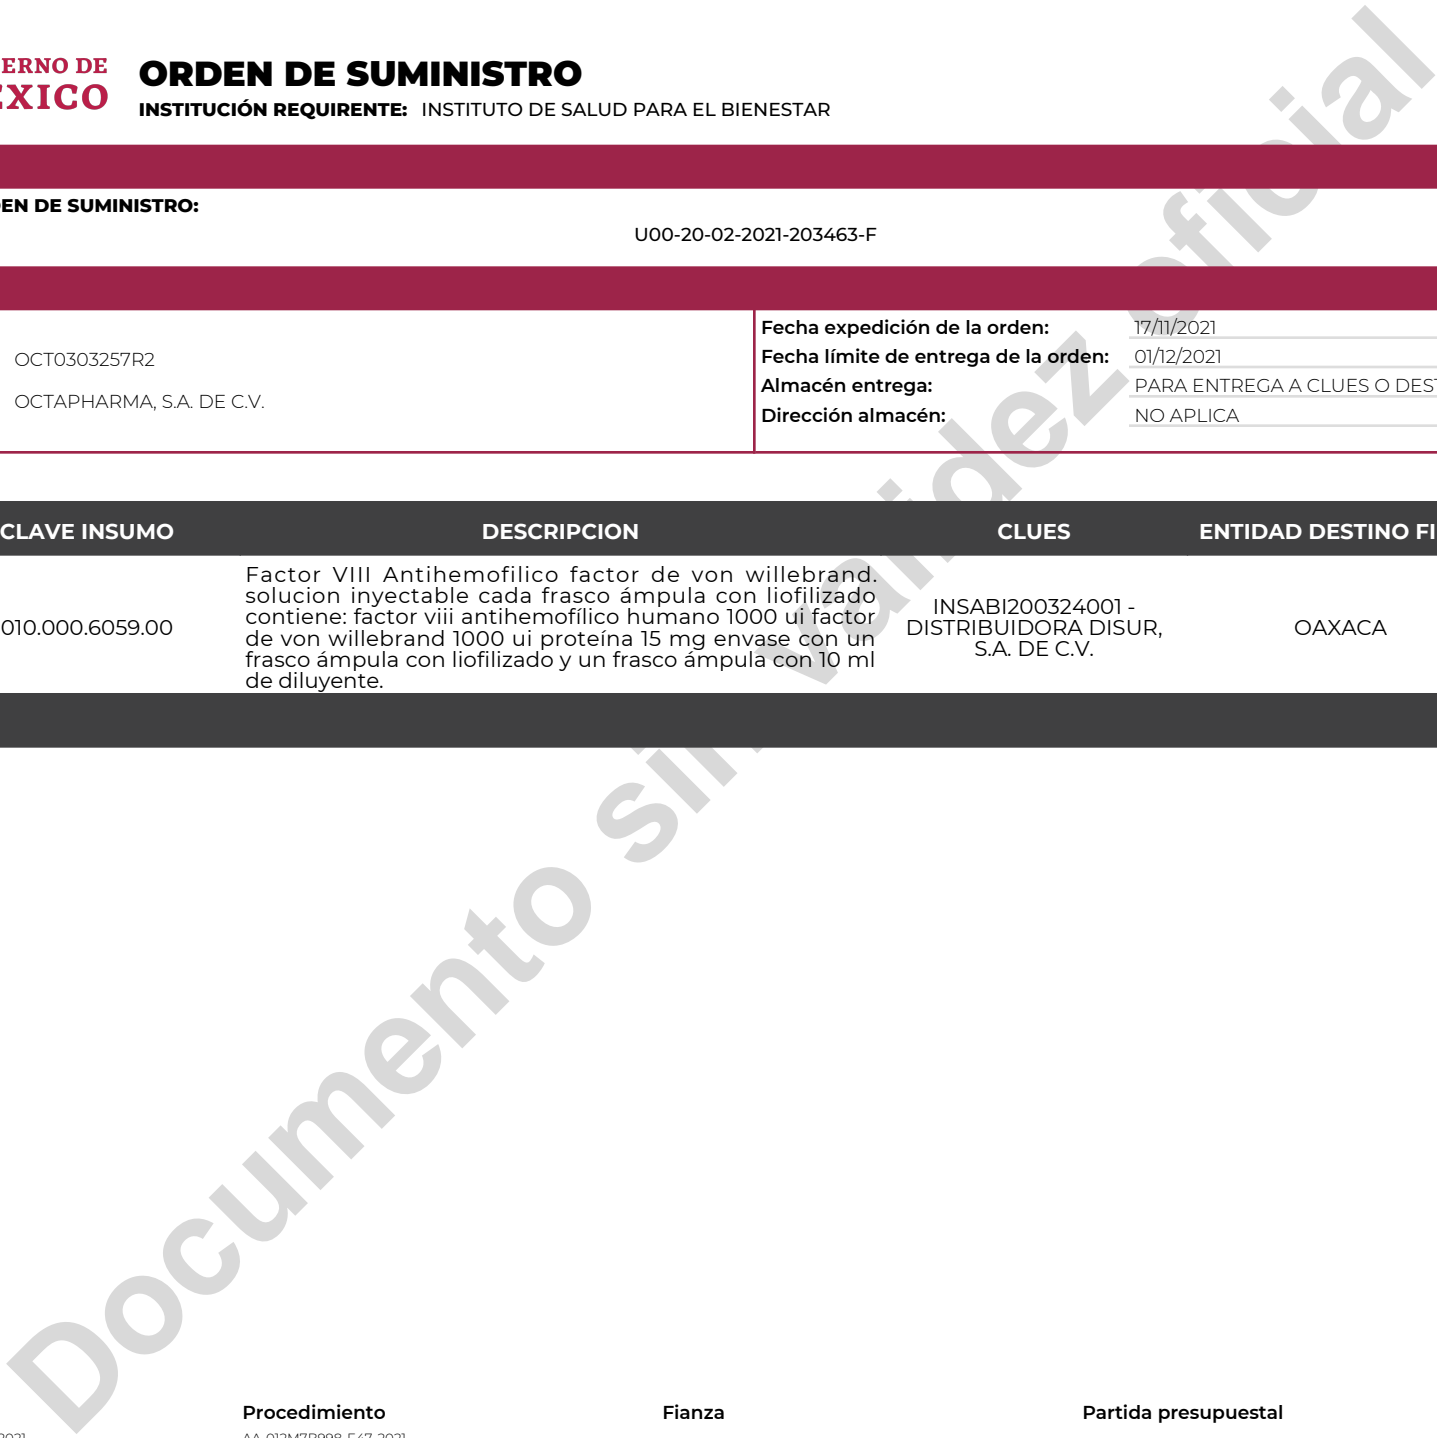 ERNO DE
ORDEN DE SUMINISTRO
EXICO
INSTITUCIÓN REQUIRENTE: INSTITUTO DE SALUD PARA EL BIENESTAR
EN DE SUMINISTRO:
U00-20-02-2021-203463-F
Fecha expedición de la orden: 17/11/2021
OCT0303257R2
Fecha límite de entrega de la orden: 01/12/2021
Almacén entrega: PARA ENTREGA A CLUES O DEST
OCTAPHARMA, S.A. DE C.V.
Dirección almacén: NO APLICA
CLAVE INSUMO DESCRIPCION CLUES ENTIDAD DESTINO FI
010.000.6059.00
Factor VIII Antihemofilico factor de von willebrand.
solucion inyectable cada frasco ámpula con liofilizado
contiene: factor viii antihemofílico humano 1000 ui factor
de von willebrand 1000 ui proteína 15 mg envase con un
frasco ámpula con liofilizado y un frasco ámpula con 10 ml
de diluyente.
INSABI200324001 -
DISTRIBUIDORA DISUR,
S.A. DE C.V.
OAXACA
Documento sin validez oficial
Procedimiento Fianza Partida presupuestal